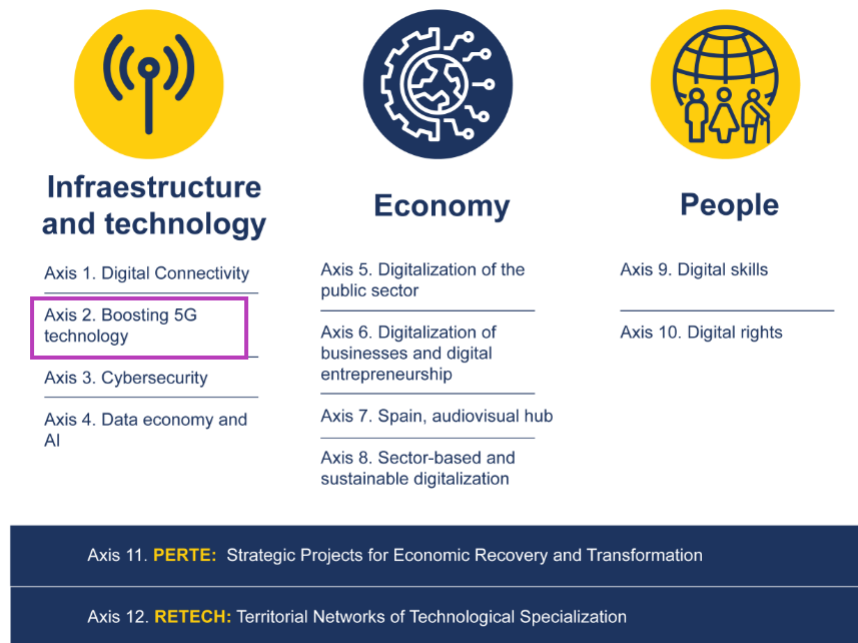 Infraestructure
and technology
Axis 1. Digital Connectivity
Axis 2. Boosting 5G
technology
Axis 3. Cybersecurity
Axis 4. Data economy and
AI
Economy
Axis 5. Digitalization of the
public sector
Axis 6. Digitalization of
businesses and digital
entrepreneurship
Axis 7. Spain, audiovisual hub
Axis 8. Sector-based and
sustainable digitalization
People
Axis 9. Digital skills
Axis 10. Digital rights
Axis 11. PERTE: Strategic Projects for Economic Recovery and Transformation
Axis 12. RETECH: Territorial Networks of Technological Specialization